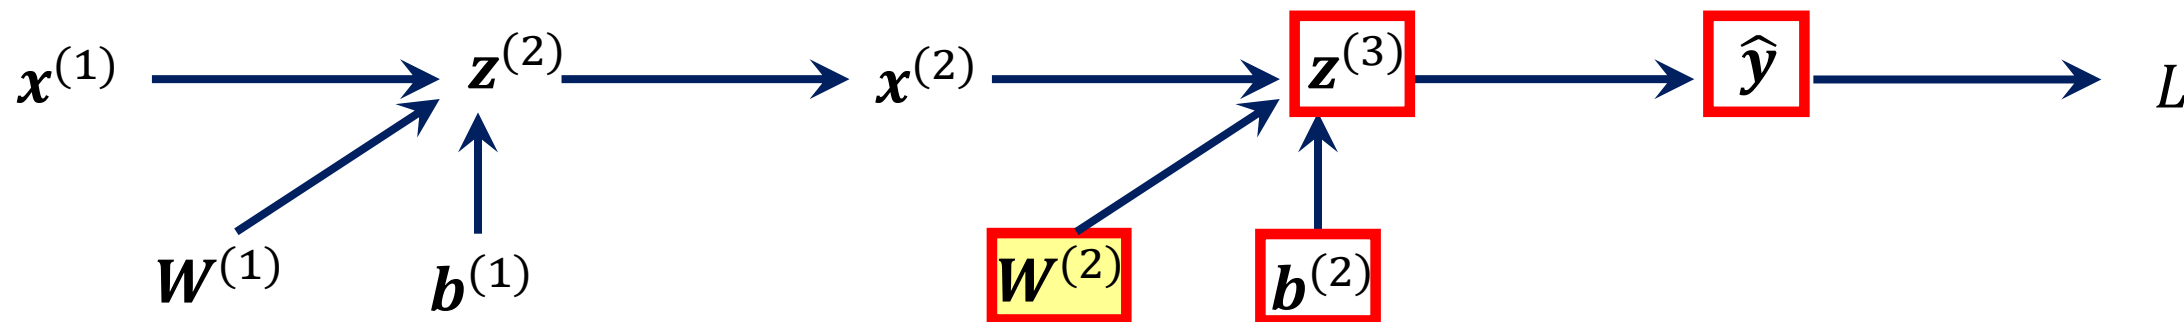 x^(1) z^(2) x^(2) z^(3) ŷ L
W^(1) b^(1) W^(2) b^(2)